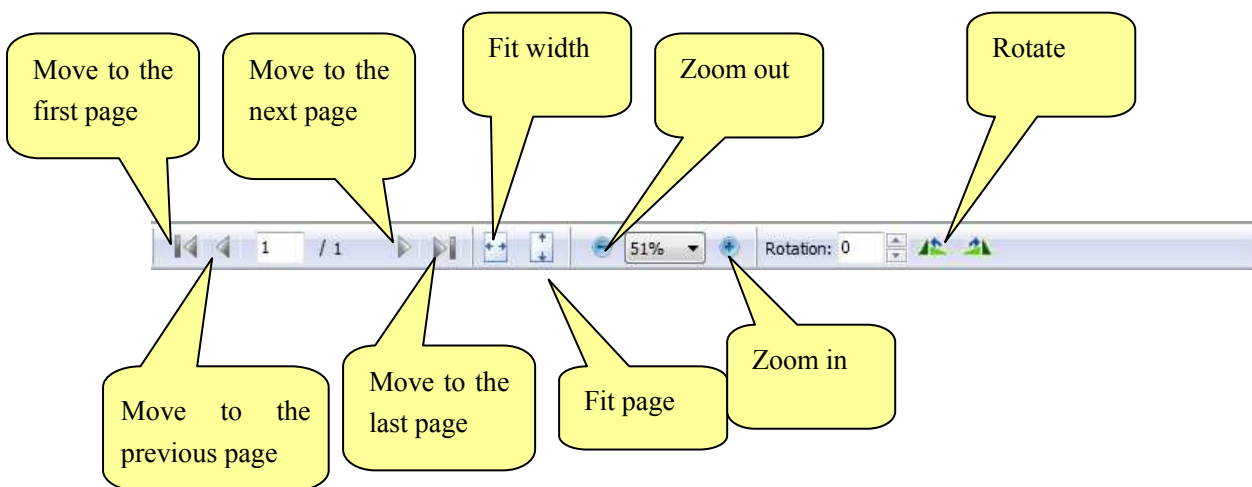 Move to the
first page
Move to the
next page
Fit width
Zoom out
Rotate
1 / 1 51% Rotation: 0
Move to the
previous page
Move to the
last page
Fit page
Zoom in